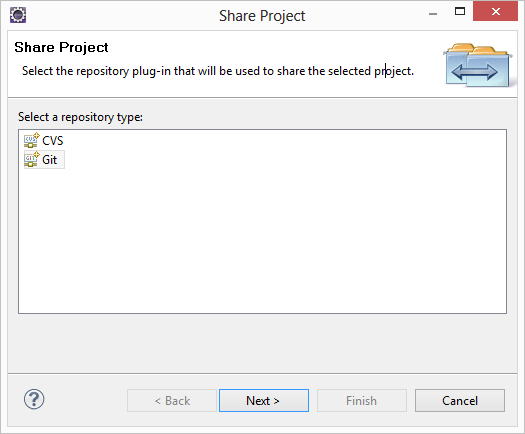 Share Project
Share Project
Select the repository plug-in that will be used to share the selected project.
Select a repository type:
CVS
Git
< Back
Next >
Finish
Cancel